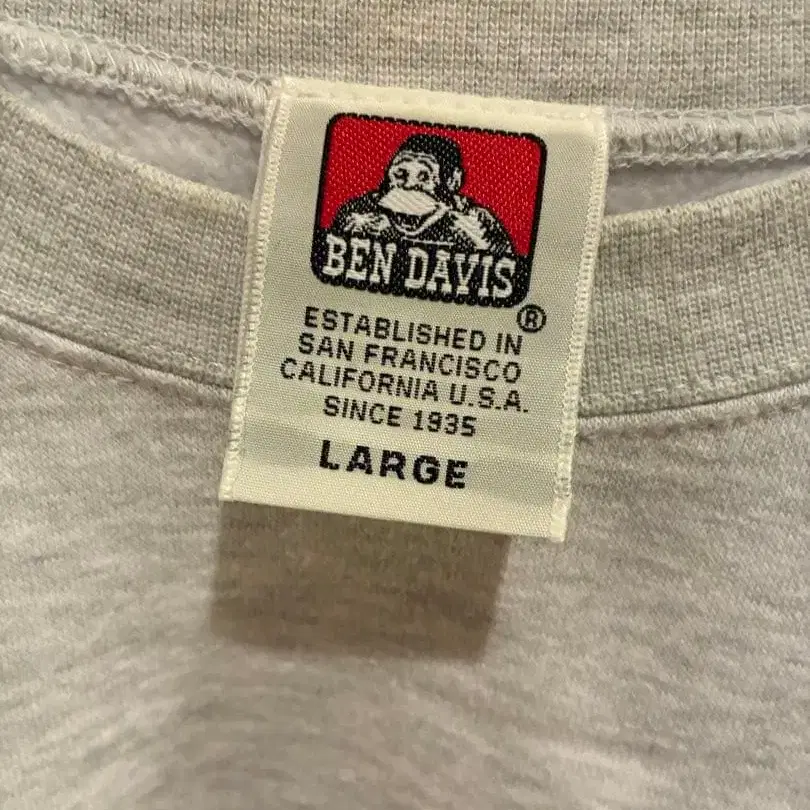 BEN DAVIS
®
ESTABLISHED IN
SAN FRANCISCO
CALIFORNIA U.S.A.
SINCE 1935
LARGE